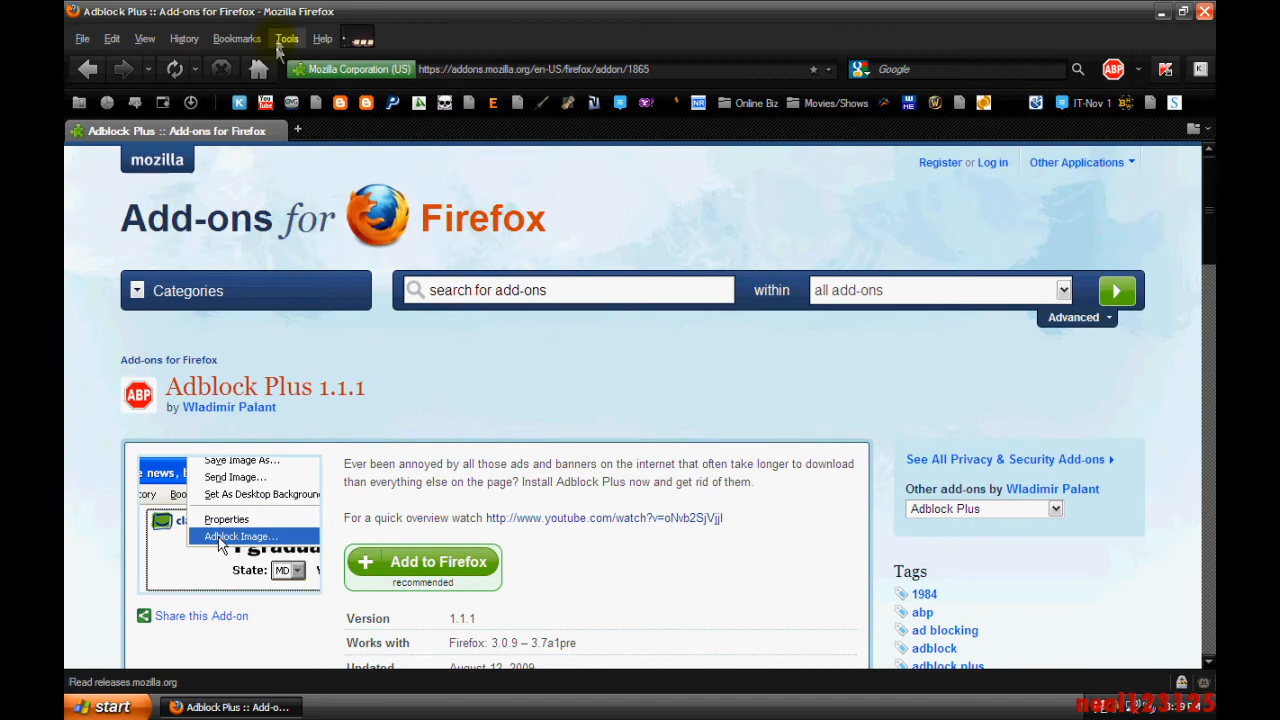 Adblock Plus :: Add-ons for Firefox - Mozilla Firefox
File Edit View History Bookmarks Tools Help
Mozilla Corporation (US) https://addons.mozilla.org/en-US/firefox/addon/1865 Google ABP K
Online Biz Movies/Shows IT-Nov 1
Adblock Plus :: Add-ons for Firefox
mozilla
Register or Log in Other Applications
Add-ons for Firefox
Categories search for add-ons within all add-ons
Advanced
Add-ons for Firefox
ABP Adblock Plus 1.1.1
by Wladimir Palant
Save Image As...
Send Image...
Set As Desktop Background
Properties
Adblock Image...
State: MD
Share this Add-on
Ever been annoyed by all those ads and banners on the internet that often take longer to download
than everything else on the page? Install Adblock Plus now and get rid of them.
For a quick overview watch http://www.youtube.com/watch?v=oNvb2SjVjjI
Add to Firefox
recommended
Version 1.1.1
Works with Firefox: 3.0.9 – 3.7a1pre
Updated August 12, 2009
See All Privacy & Security Add-ons
Other add-ons by Wladimir Palant
Adblock Plus
Tags
1984
abp
ad blocking
adblock
adblock plus
Read releases.mozilla.org
start Adblock Plus :: Add-o...
neal123125